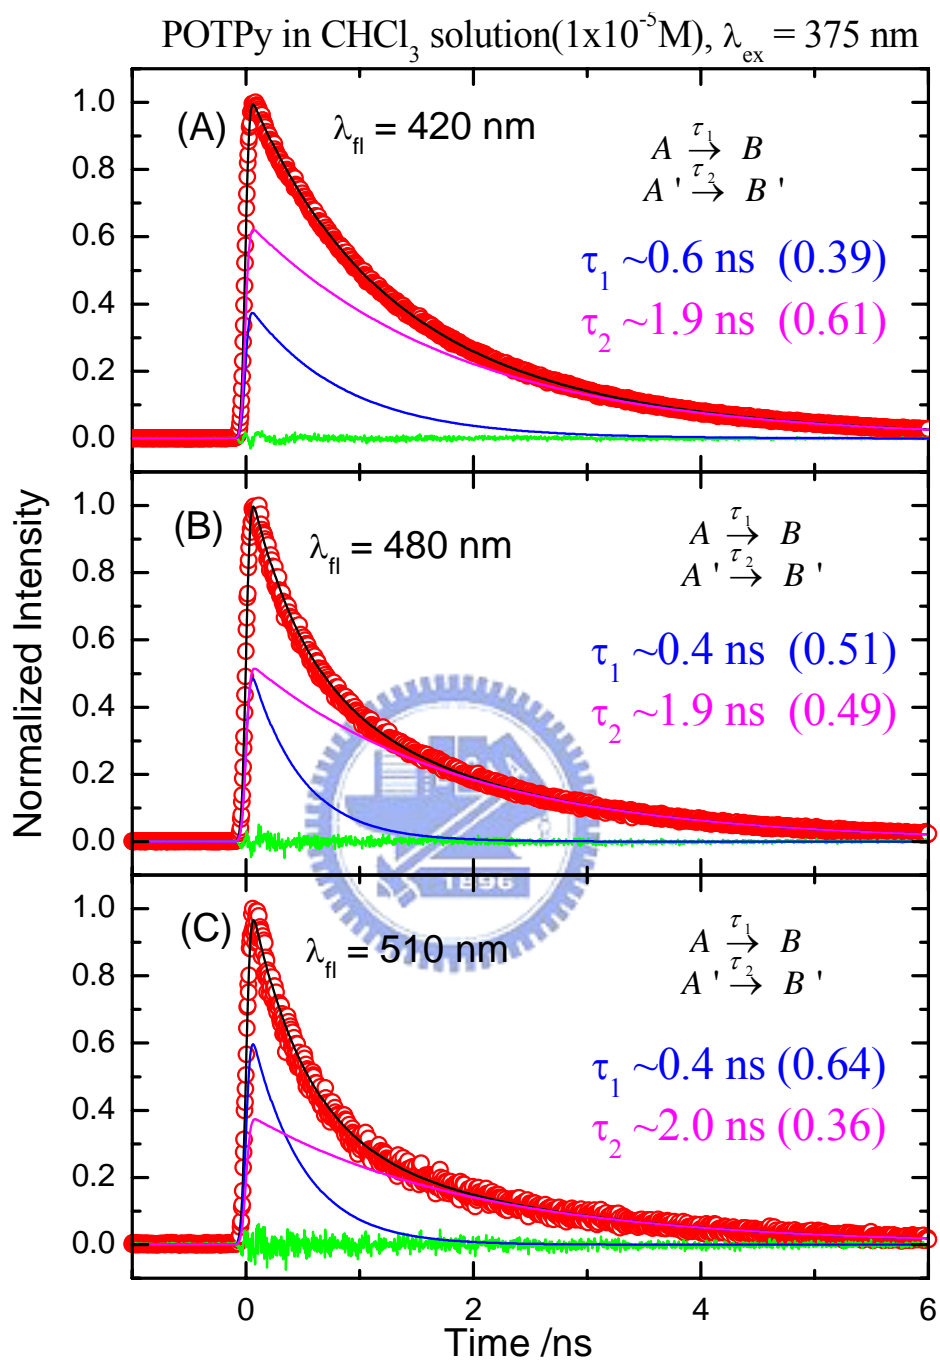 POTPy in CHCl₃ solution(1x10⁻⁵M), λex = 375 nm
(A)
λfl = 420 nm
A τ₁→ B
A ' τ₂→ B '
τ₁ ~0.6 ns (0.39)
τ₂ ~1.9 ns (0.61)
1.0
0.8
0.6
0.4
0.2
0.0
(B)
λfl = 480 nm
A τ₁→ B
A ' τ₂→ B '
τ₁ ~0.4 ns (0.51)
τ₂ ~1.9 ns (0.49)
1.0
0.8
0.6
0.4
0.2
0.0
1896
(C)
λfl = 510 nm
A τ₁→ B
A ' τ₂→ B '
τ₁ ~0.4 ns (0.64)
τ₂ ~2.0 ns (0.36)
1.0
0.8
0.6
0.4
0.2
0.0
0 2 4 6
Normalized Intensity
Time /ns